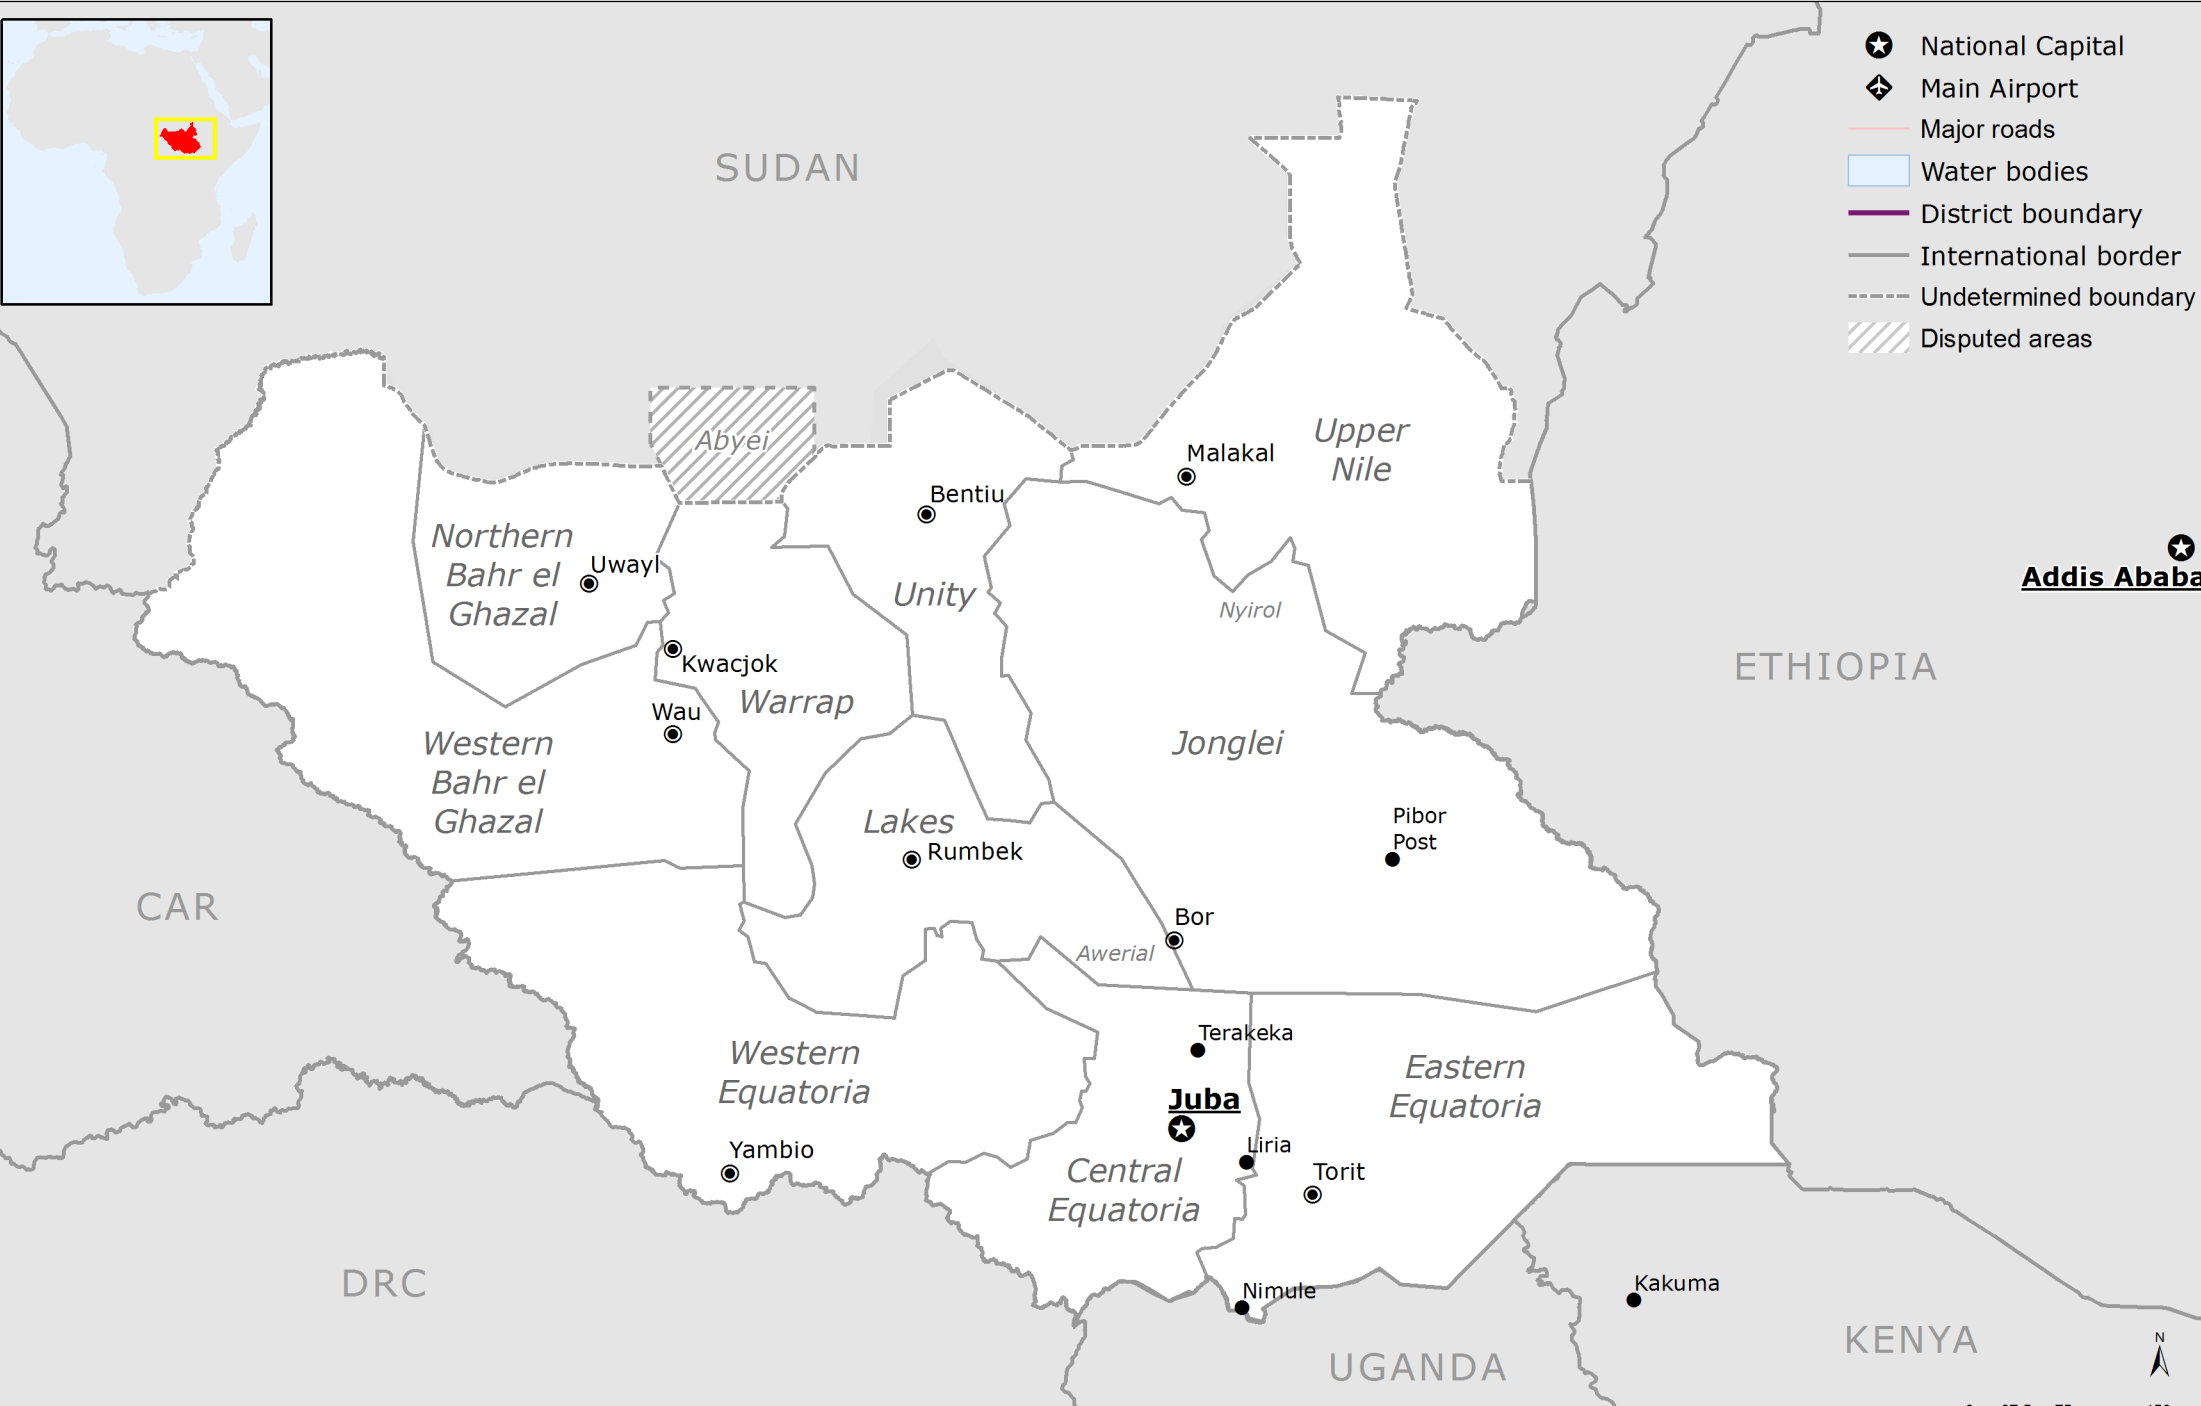 National Capital
Main Airport
Major roads
Water bodies
District boundary
International border
Undetermined boundary
Disputed areas
SUDAN
Abyei
Upper
Nile
Malakal
Bentiu
Northern
Bahr el
Ghazal
Uwayl
Unity
Nyirol
Addis Ababa
ETHIOPIA
Kwacjok
Warrap
Wau
Western
Bahr el
Ghazal
Jonglei
Lakes
Rumbek
Pibor
Post
CAR
Bor
Awerial
Terakeka
Western
Equatoria
Eastern
Equatoria
Juba
Liria
Yambio
Torit
Central
Equatoria
DRC
Nimule
Kakuma
KENYA
UGANDA
N